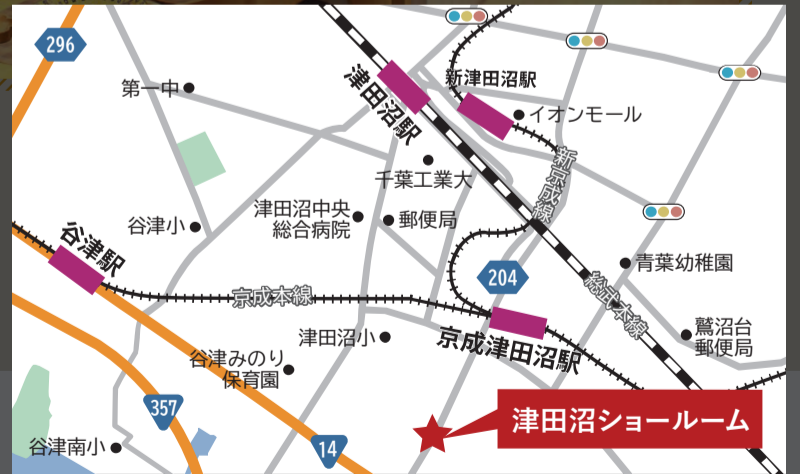 296
第一中
津田沼駅
新津田沼駅
イオンモール
千葉工業大
新京成線
谷津小
津田沼中央
総合病院
郵便局
谷津駅
京成本線
204
青葉幼稚園
総武本線
鷺沼台
郵便局
津田沼小
京成津田沼駅
谷津みのり
保育園
357
津田沼ショールーム
14
谷津南小